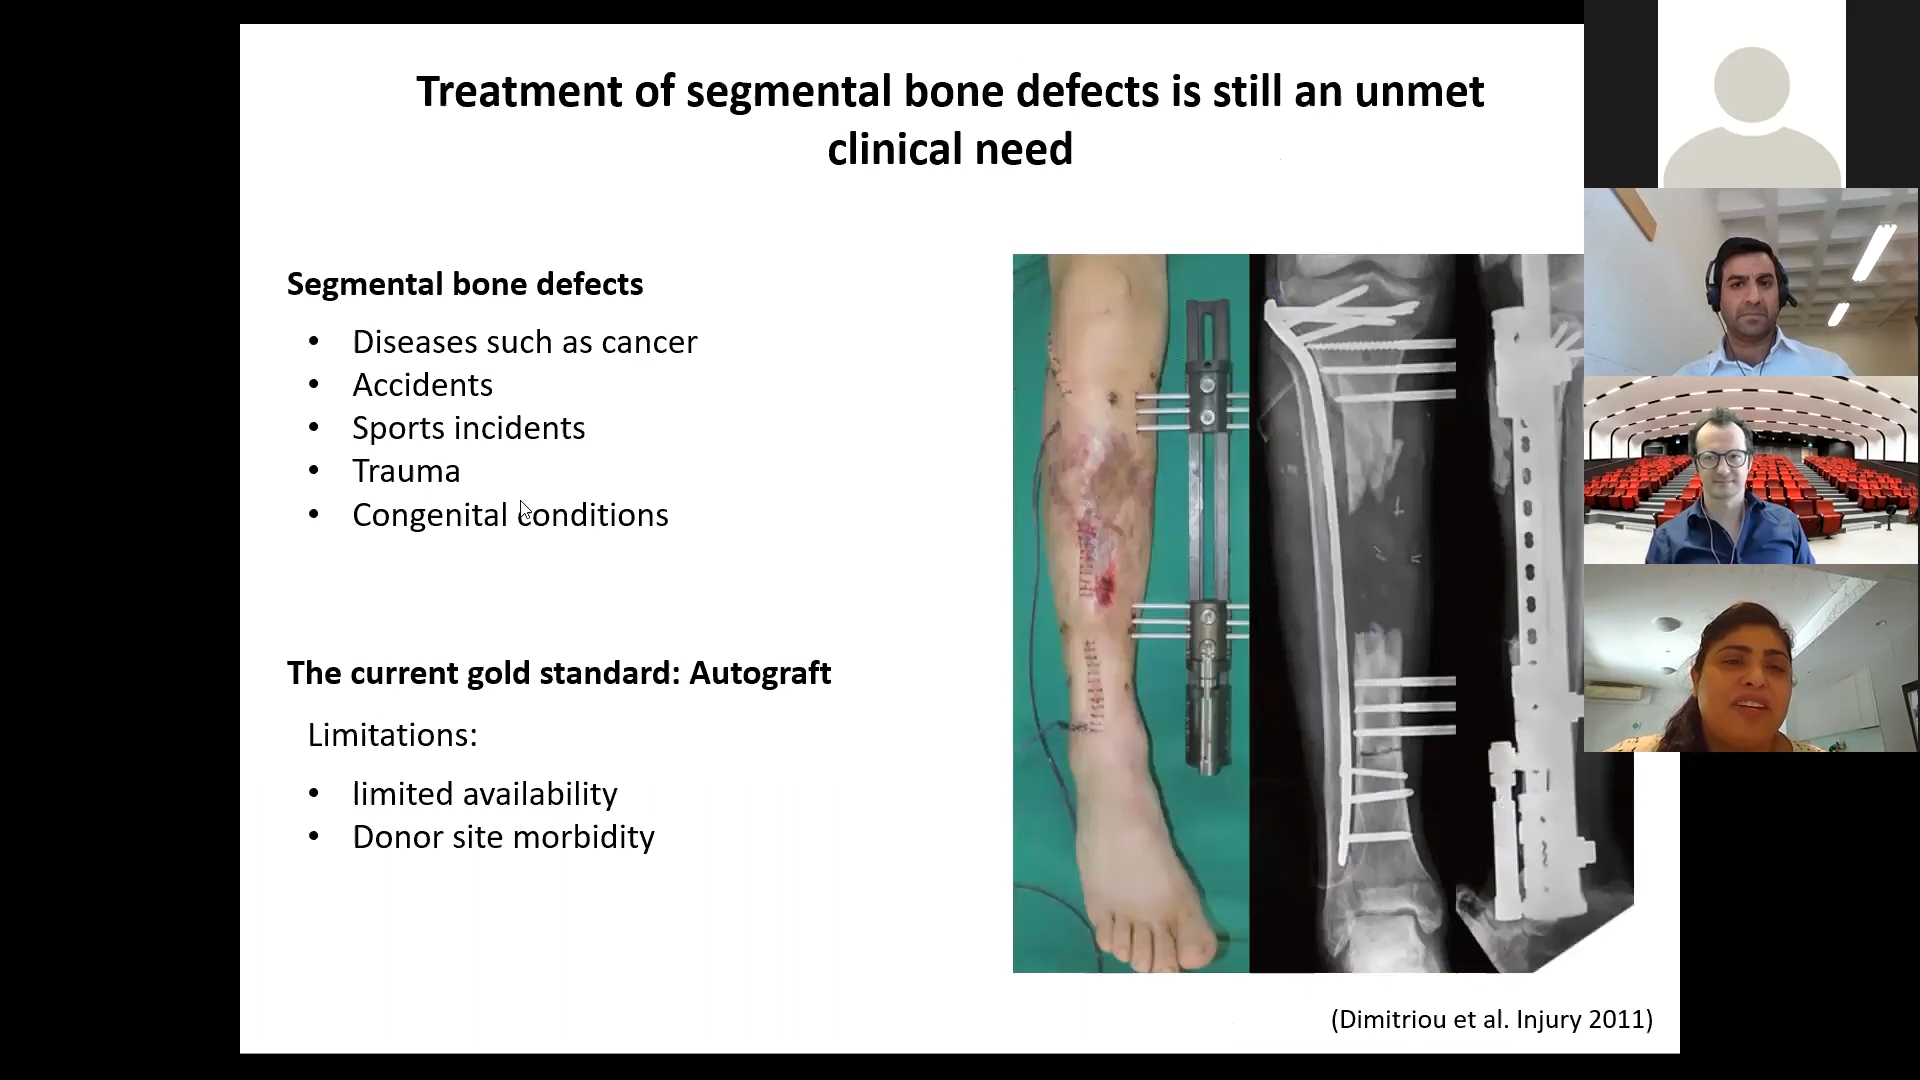 Treatment of segmental bone defects is still an unmet
clinical need
Segmental bone defects
• Diseases such as cancer
• Accidents
• Sports incidents
• Trauma
• Congenital conditions
The current gold standard: Autograft
Limitations:
• limited availability
• Donor site morbidity
(Dimitriou et al. Injury 2011)